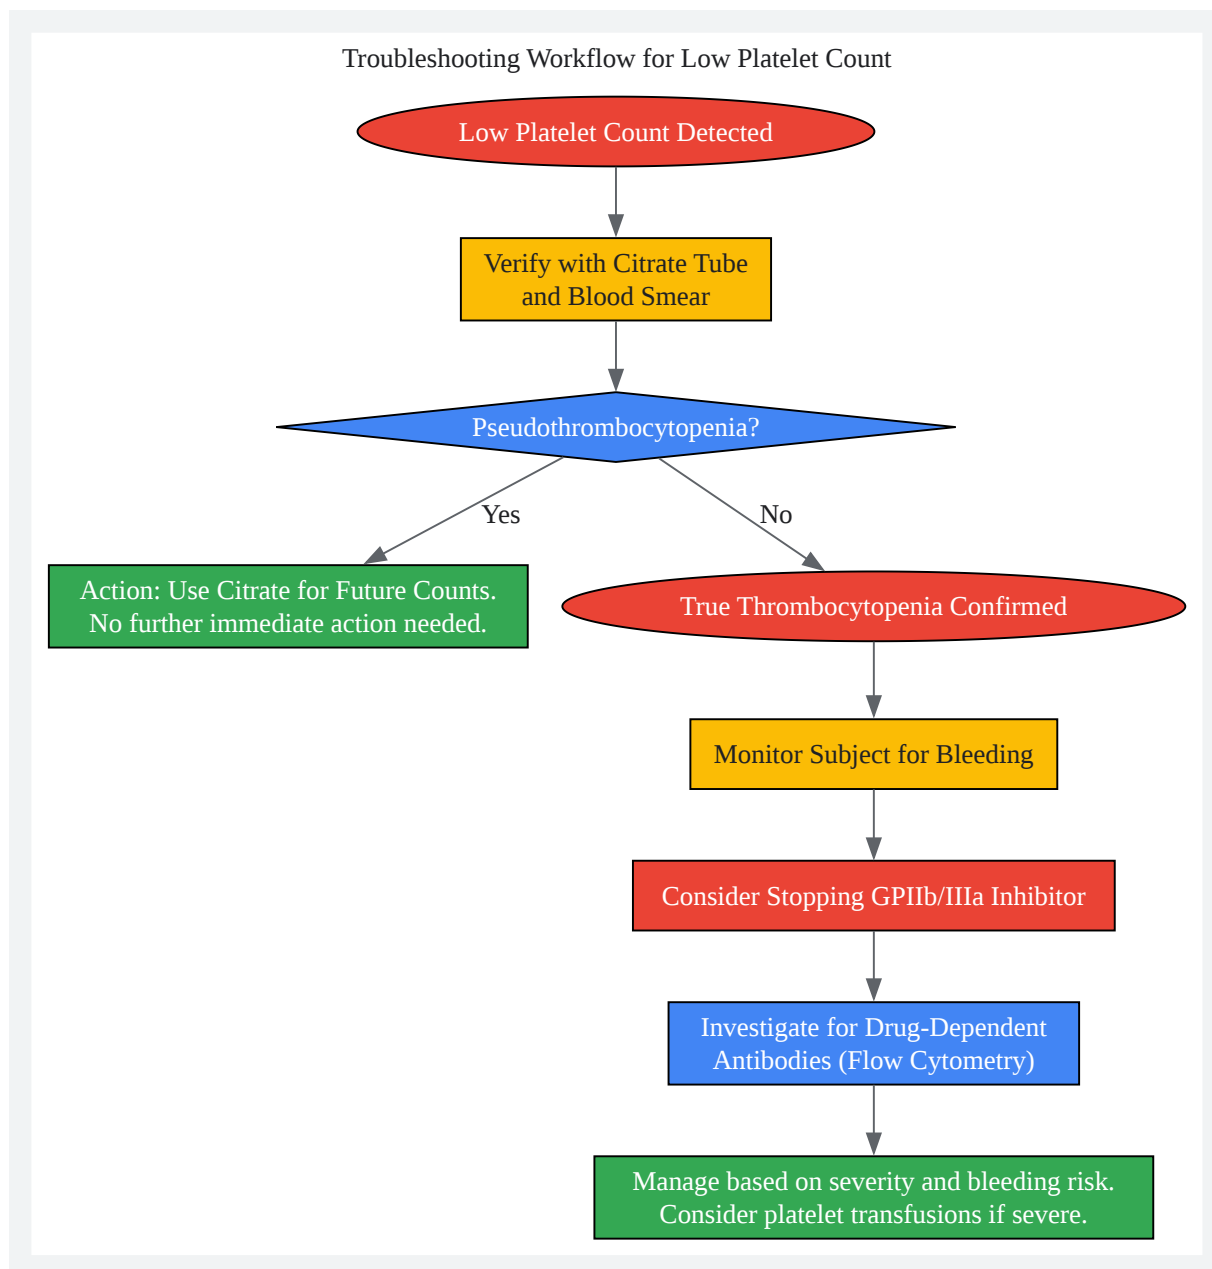 Troubleshooting Workflow for Low Platelet Count
Low Platelet Count Detected
Verify with Citrate Tube
and Blood Smear
Pseudothrombocytopenia?
Yes
No
Action: Use Citrate for Future Counts.
No further immediate action needed.
True Thrombocytopenia Confirmed
Monitor Subject for Bleeding
Consider Stopping GPIIb/IIIa Inhibitor
Investigate for Drug-Dependent
Antibodies (Flow Cytometry)
Manage based on severity and bleeding risk.
Consider platelet transfusions if severe.